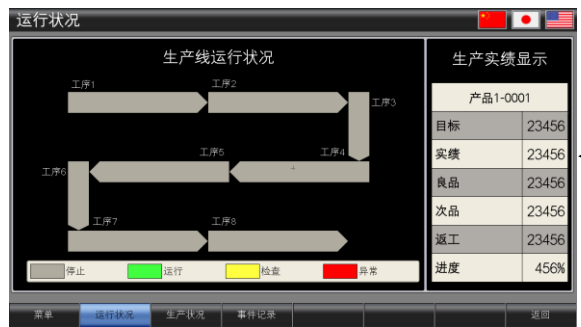 运行状况
生产线运行状况
工序1
工序2
工序3
工序4
工序5
工序6
工序7
工序8
停止 运行 检查 异常
生产实绩显示
产品1-0001
目标 23456
实绩 23456
良品 23456
次品 23456
返工 23456
进度 456%
菜单 运行状况 生产状况 事件记录 返回